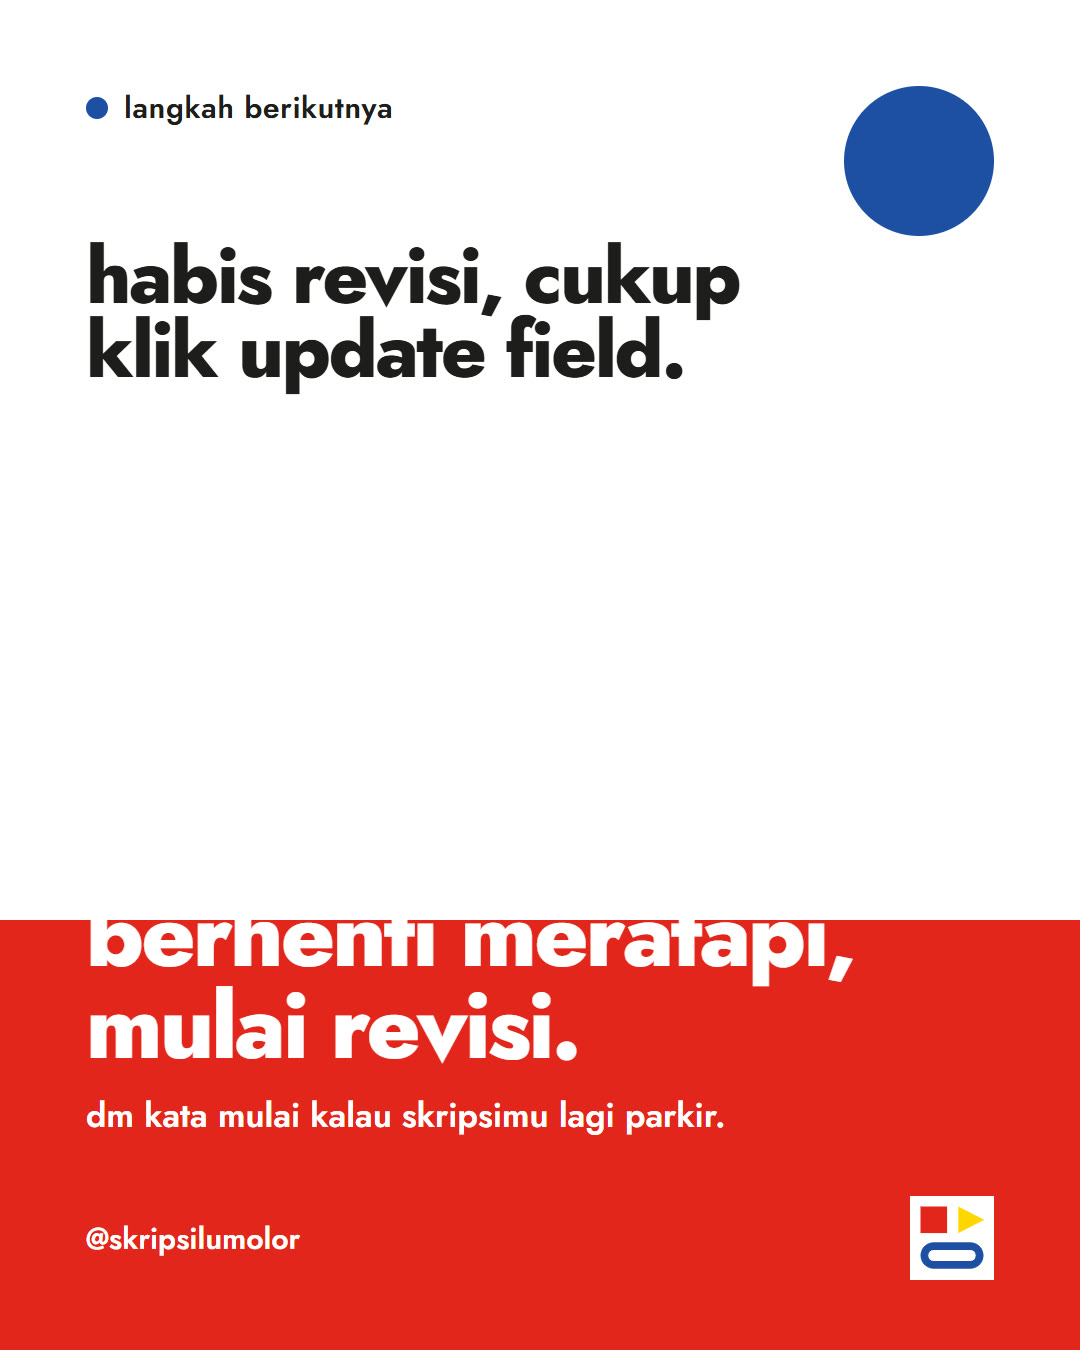 langkah berikutnya
habis revisi, cukup
klik update field.
berhenti meratapi,
mulai revisi.
dm kata mulai kalau skripsimu lagi parkir.
@skripsilumolor